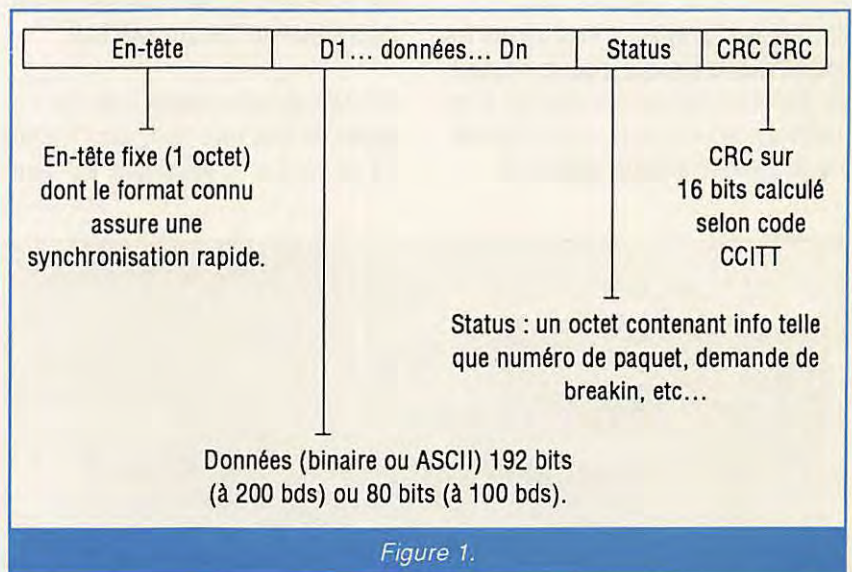 En-tête D1... données... Dn Status CRC CRC
En-tête fixe (1 octet)
dont le format connu
assure une
synchronisation rapide.
CRC sur
16 bits calculé
selon code
CCITT
Status : un octet contenant info telle
que numéro de paquet, demande de
breakin, etc...
Données (binaire ou ASCII) 192 bits
(à 200 bds) ou 80 bits (à 100 bds).
Figure 1.